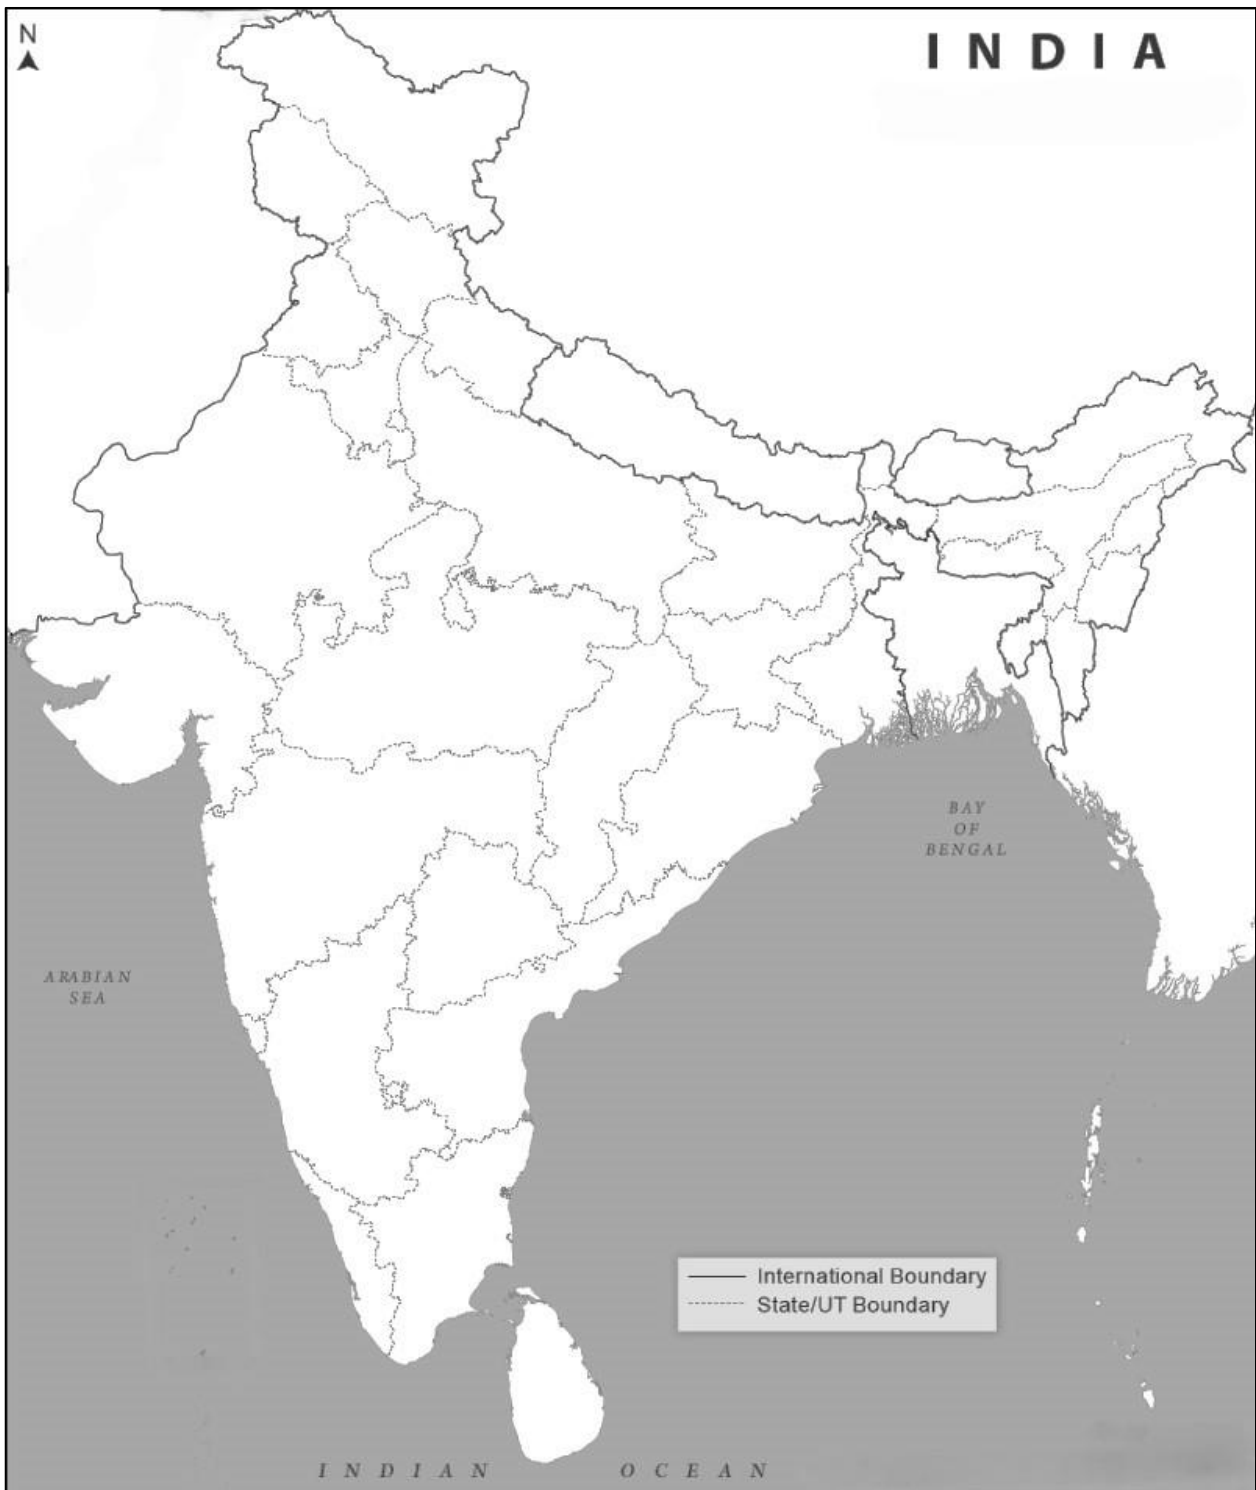 N
INDIA
BAY
OF
BENGAL
ARABIAN
SEA
International Boundary
State/UT Boundary
INDIAN OCEAN